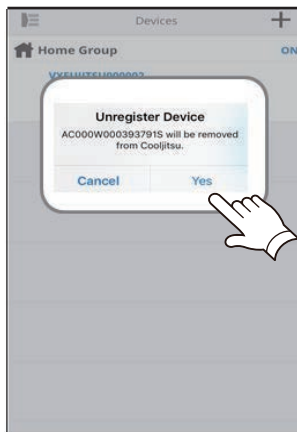 Devices
Home Group ON
Unregister Device
AC000W000393791S will be removed
from Cooljitsu.
Cancel Yes